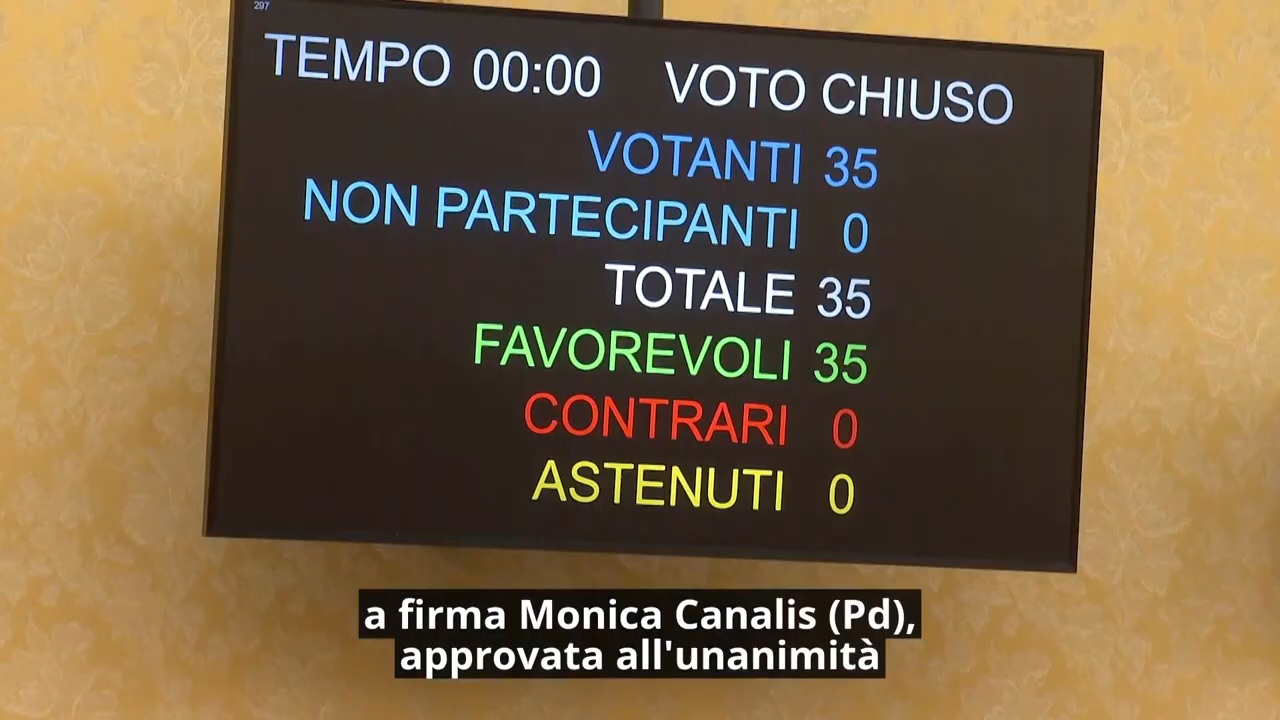 297
TEMPO 00:00 VOTO CHIUSO
VOTANTI 35
NON PARTECIPANTI 0
TOTALE 35
FAVOREVOLI 35
CONTRARI 0
ASTENUTI 0
a firma Monica Canalis (Pd),
approvata all'unanimità